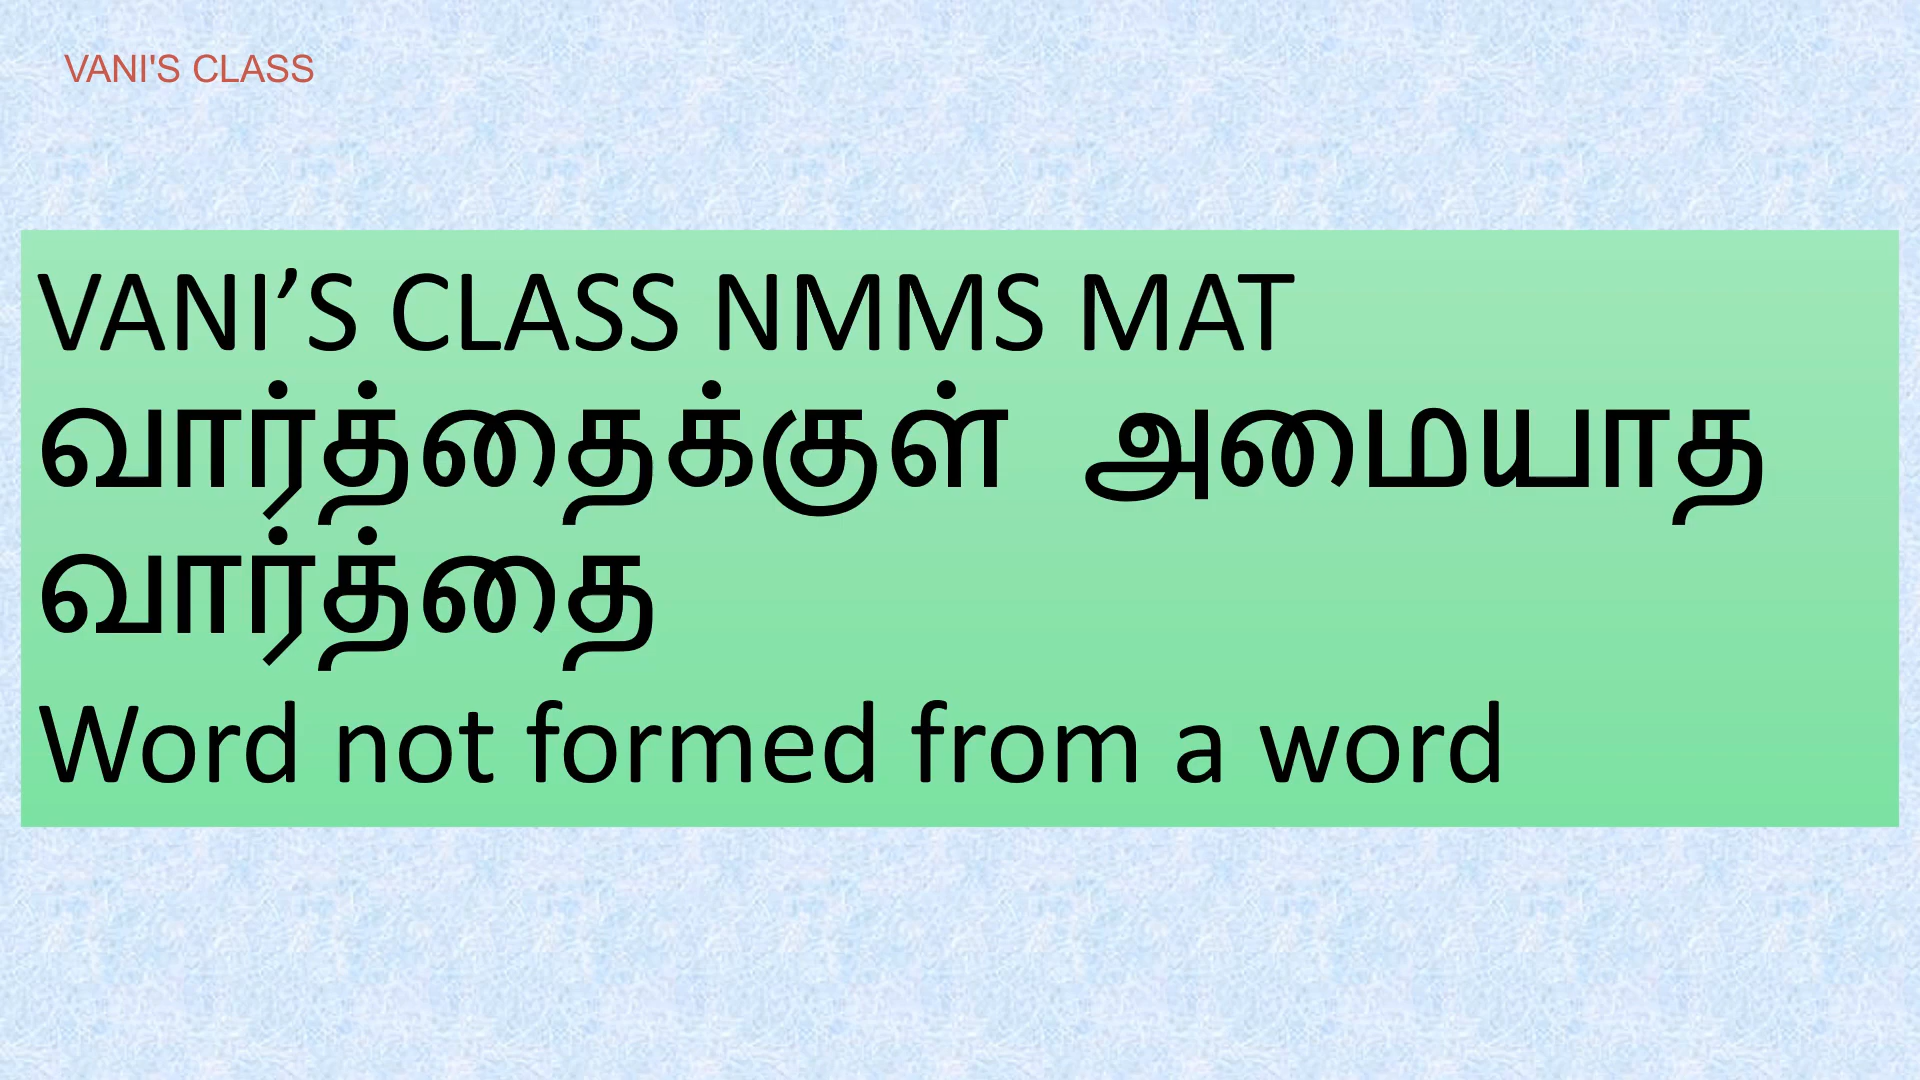 VANI'S CLASS
VANI’S CLASS NMMS MAT
வார்த்தைக்குள் அமையாத
வார்த்தை
Word not formed from a word